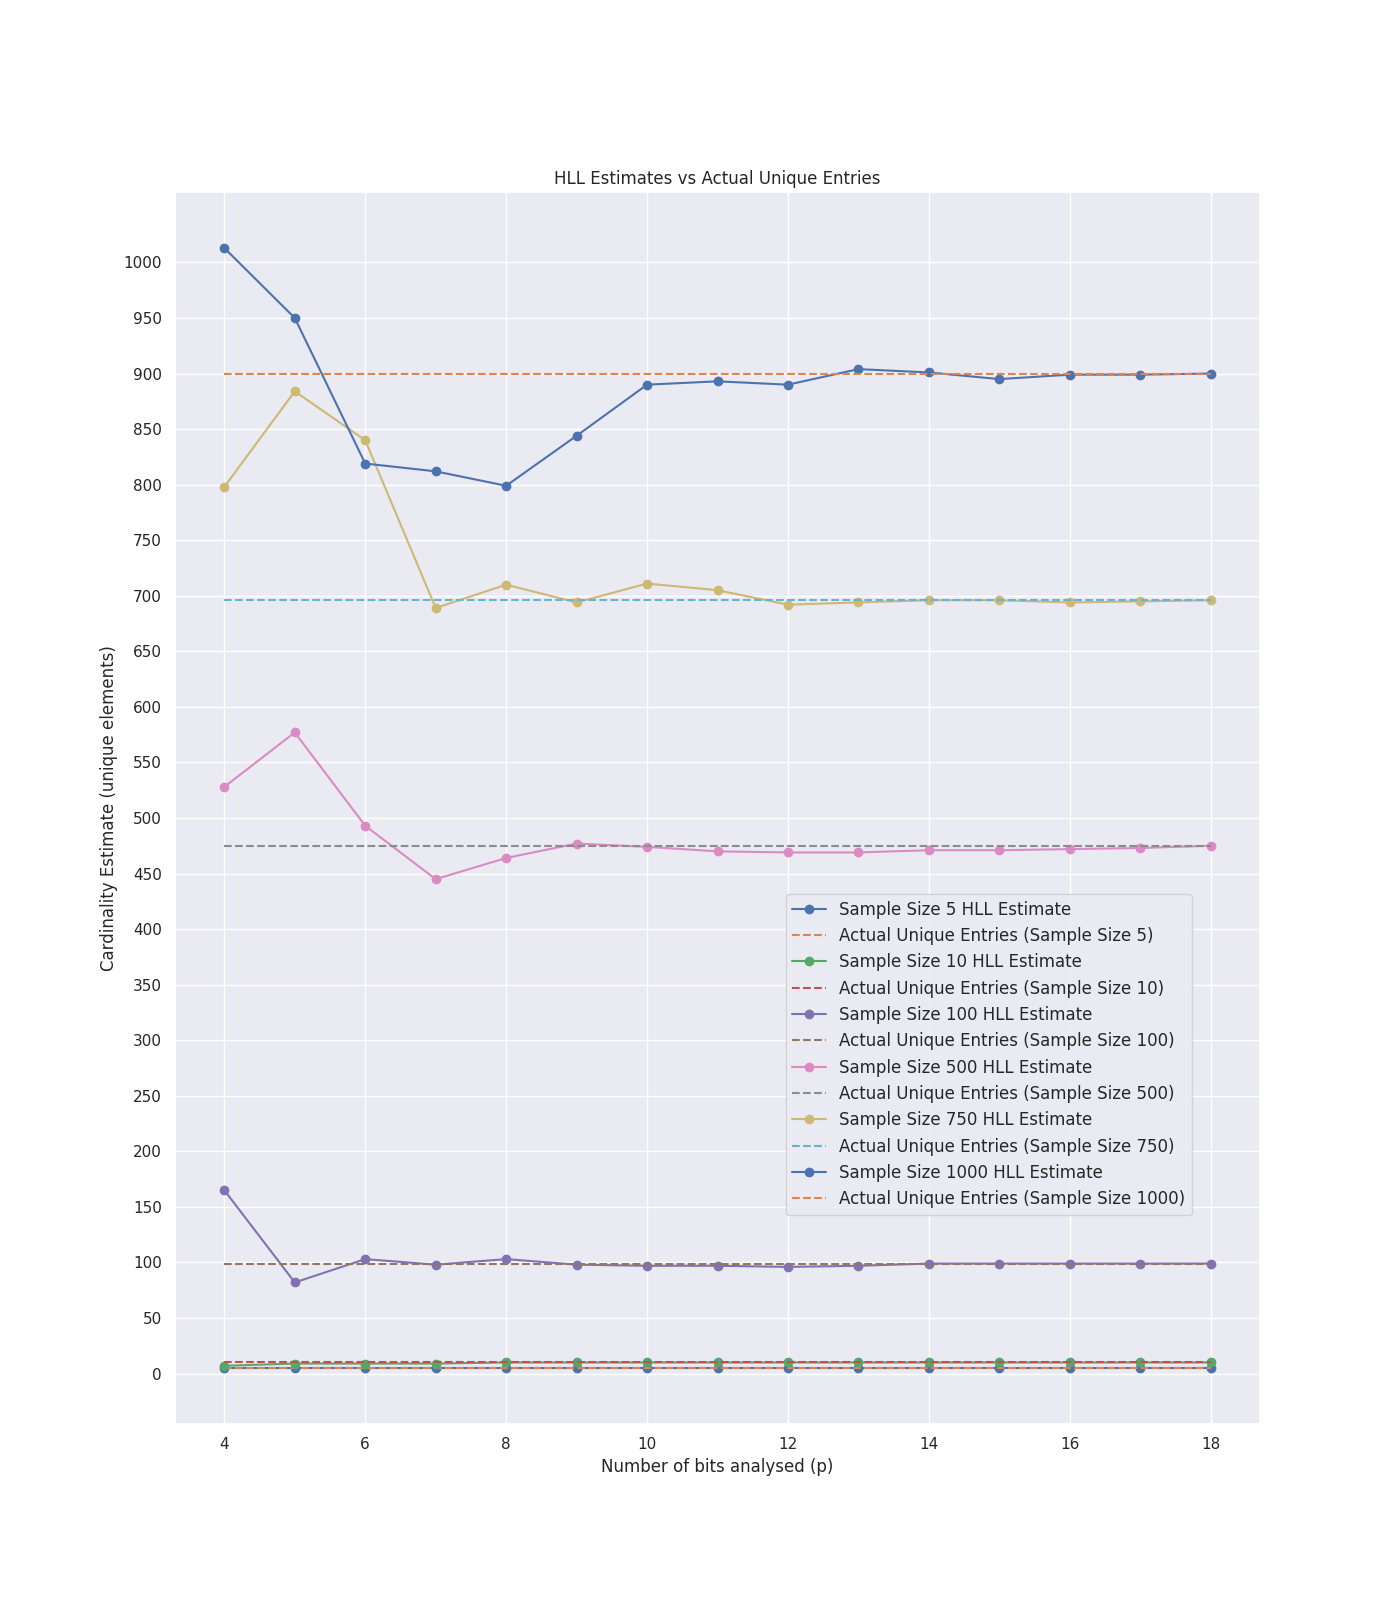 HLL Estimates vs Actual Unique Entries
1000
950
900
850
800
750
700
650
600
550
500
450
400
350
300
250
200
150
100
50
0
Cardinality Estimate (unique elements)
Sample Size 5 HLL Estimate
Actual Unique Entries (Sample Size 5)
Sample Size 10 HLL Estimate
Actual Unique Entries (Sample Size 10)
Sample Size 100 HLL Estimate
Actual Unique Entries (Sample Size 100)
Sample Size 500 HLL Estimate
Actual Unique Entries (Sample Size 500)
Sample Size 750 HLL Estimate
Actual Unique Entries (Sample Size 750)
Sample Size 1000 HLL Estimate
Actual Unique Entries (Sample Size 1000)
4 6 8 10 12 14 16 18
Number of bits analysed (p)